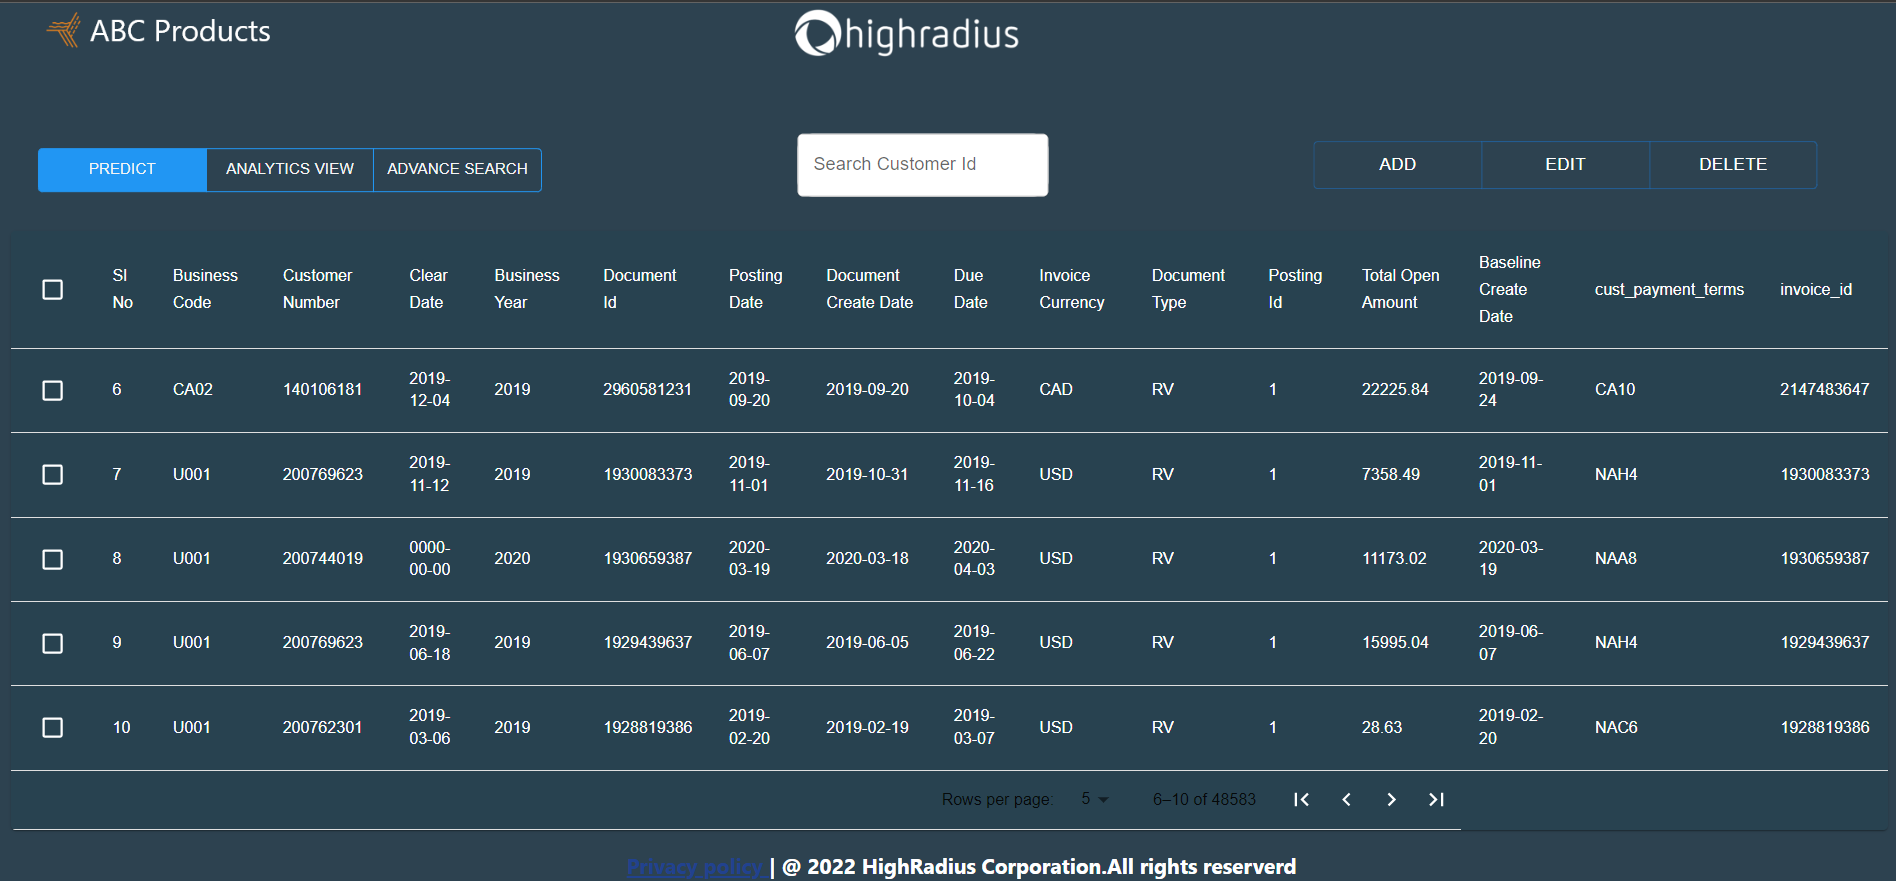 ABC Products
highradius
PREDICT ANALYTICS VIEW ADVANCE SEARCH
Search Customer Id
ADD EDIT DELETE
Sl No Business Code Customer Number Clear Date Business Year Document Id Posting Date Document Create Date Due Date Invoice Currency Document Type Posting Id Total Open Amount Baseline Create Date cust_payment_terms invoice_id
6 CA02 140106181 2019-12-04 2019 2960581231 2019-09-20 2019-09-20 2019-10-04 CAD RV 1 22225.84 2019-09-24 CA10 2147483647
7 U001 200769623 2019-11-12 2019 1930083373 2019-11-01 2019-10-31 2019-11-16 USD RV 1 7358.49 2019-11-01 NAH4 1930083373
8 U001 200744019 0000-00-00 2020 1930659387 2020-03-19 2020-03-18 2020-04-03 USD RV 1 11173.02 2020-03-19 NAA8 1930659387
9 U001 200769623 2019-06-18 2019 1929439637 2019-06-07 2019-06-05 2019-06-22 USD RV 1 15995.04 2019-06-07 NAH4 1929439637
10 U001 200762301 2019-03-06 2019 1928819386 2019-02-20 2019-02-19 2019-03-07 USD RV 1 28.63 2019-02-20 NAC6 1928819386
Rows per page: 5 6–10 of 48583
Privacy policy | @ 2022 HighRadius Corporation.All rights reserverd